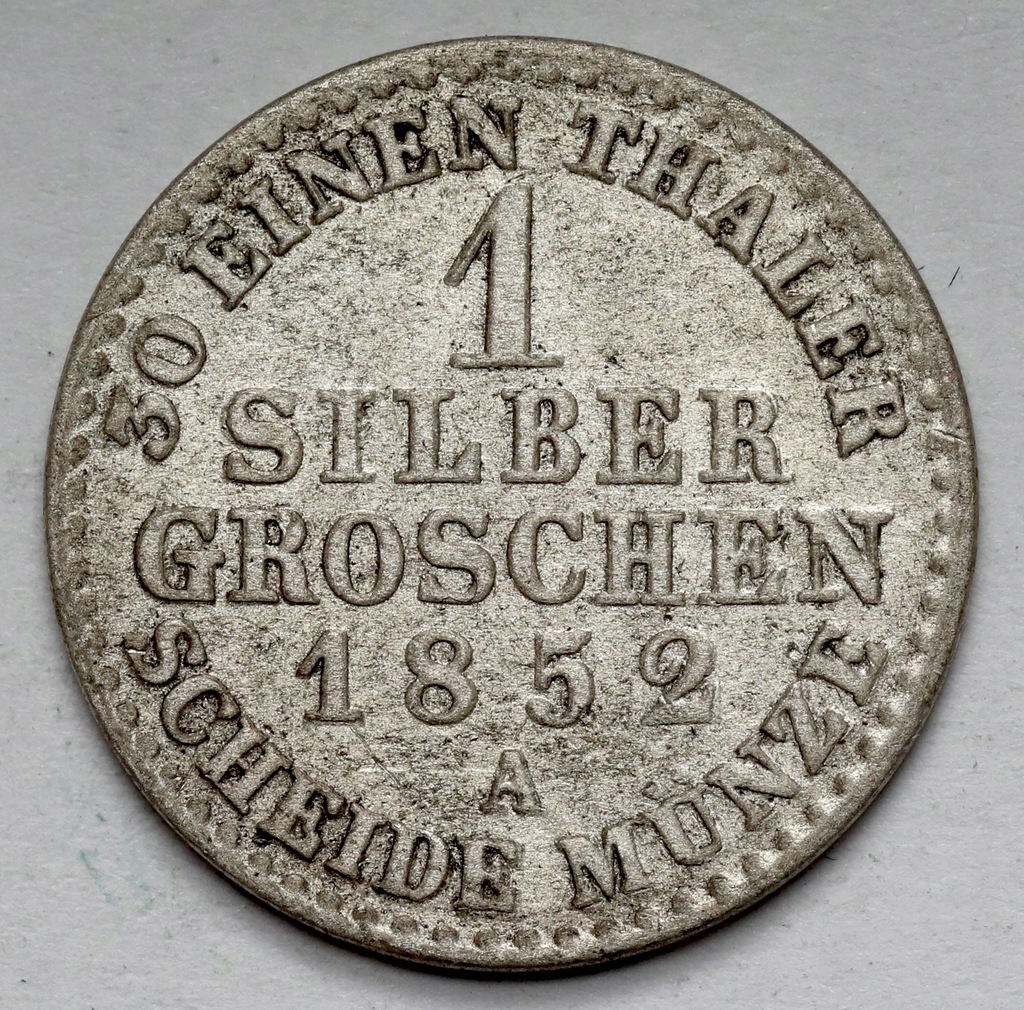 30 EINEN THALER
1
SILBER
GROSCHEN
1852
A
SCHEIDE MÜNZE